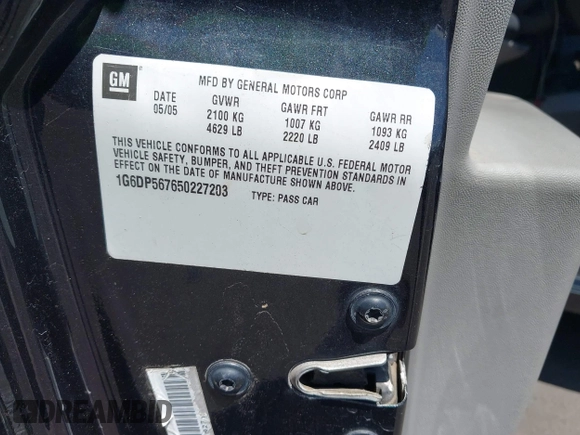 GM
MFD BY GENERAL MOTORS CORP
DATE GVWR GAWR FRT GAWR RR
05/05 2100 KG 1007 KG 1093 KG
4629 LB 2220 LB 2409 LB
THIS VEHICLE CONFORMS TO ALL APPLICABLE U.S. FEDERAL MOTOR
VEHICLE SAFETY, BUMPER, AND THEFT PREVENTION STANDARDS IN
EFFECT ON THE DATE OF MANUFACTURE SHOWN ABOVE.
1G6DP567650227203 TYPE: PASS CAR
DREAMBID